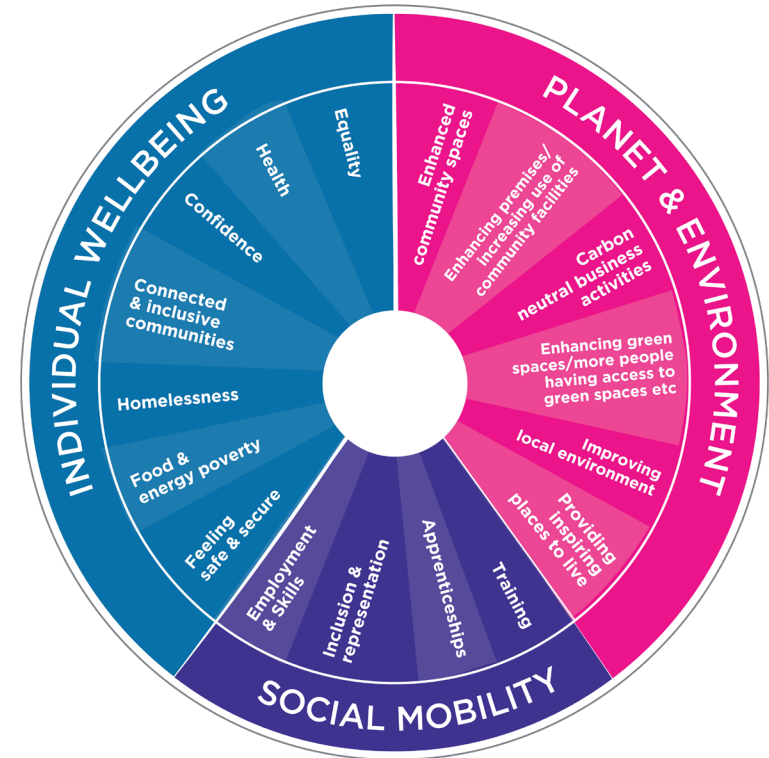 INDIVIDUAL WELLBEING
Equality
Health
Confidence
Connected
& inclusive
communities
Homelessness
Food &
energy poverty
Feeling
safe & secure
PLANET & ENVIRONMENT
Enhanced
community spaces
Enhancing premises/
increasing use of
community facilities
Carbon
neutral business
activities
Enhancing green
spaces/more people
having access to
green spaces etc
Improving
local environment
Providing
inspiring
places to live
SOCIAL MOBILITY
Employment
& Skills
Inclusion &
representation
Apprenticeships
Training